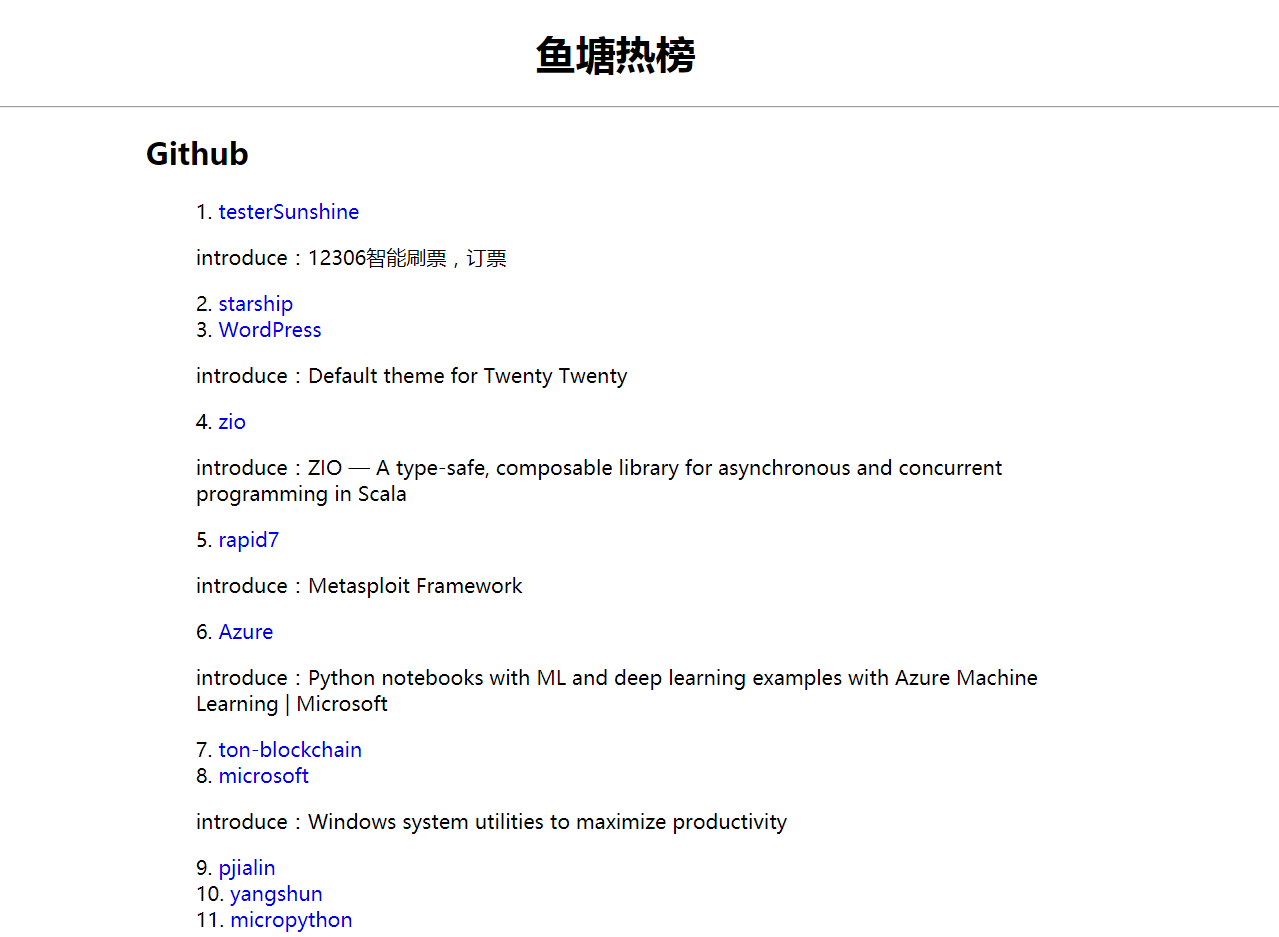 鱼塘热榜
Github
1. testerSunshine
introduce：12306智能刷票，订票
2. starship
3. WordPress
introduce：Default theme for Twenty Twenty
4. zio
introduce：ZIO — A type-safe, composable library for asynchronous and concurrent
programming in Scala
5. rapid7
introduce：Metasploit Framework
6. Azure
introduce：Python notebooks with ML and deep learning examples with Azure Machine
Learning | Microsoft
7. ton-blockchain
8. microsoft
introduce：Windows system utilities to maximize productivity
9. pjialin
10. yangshun
11. micropython